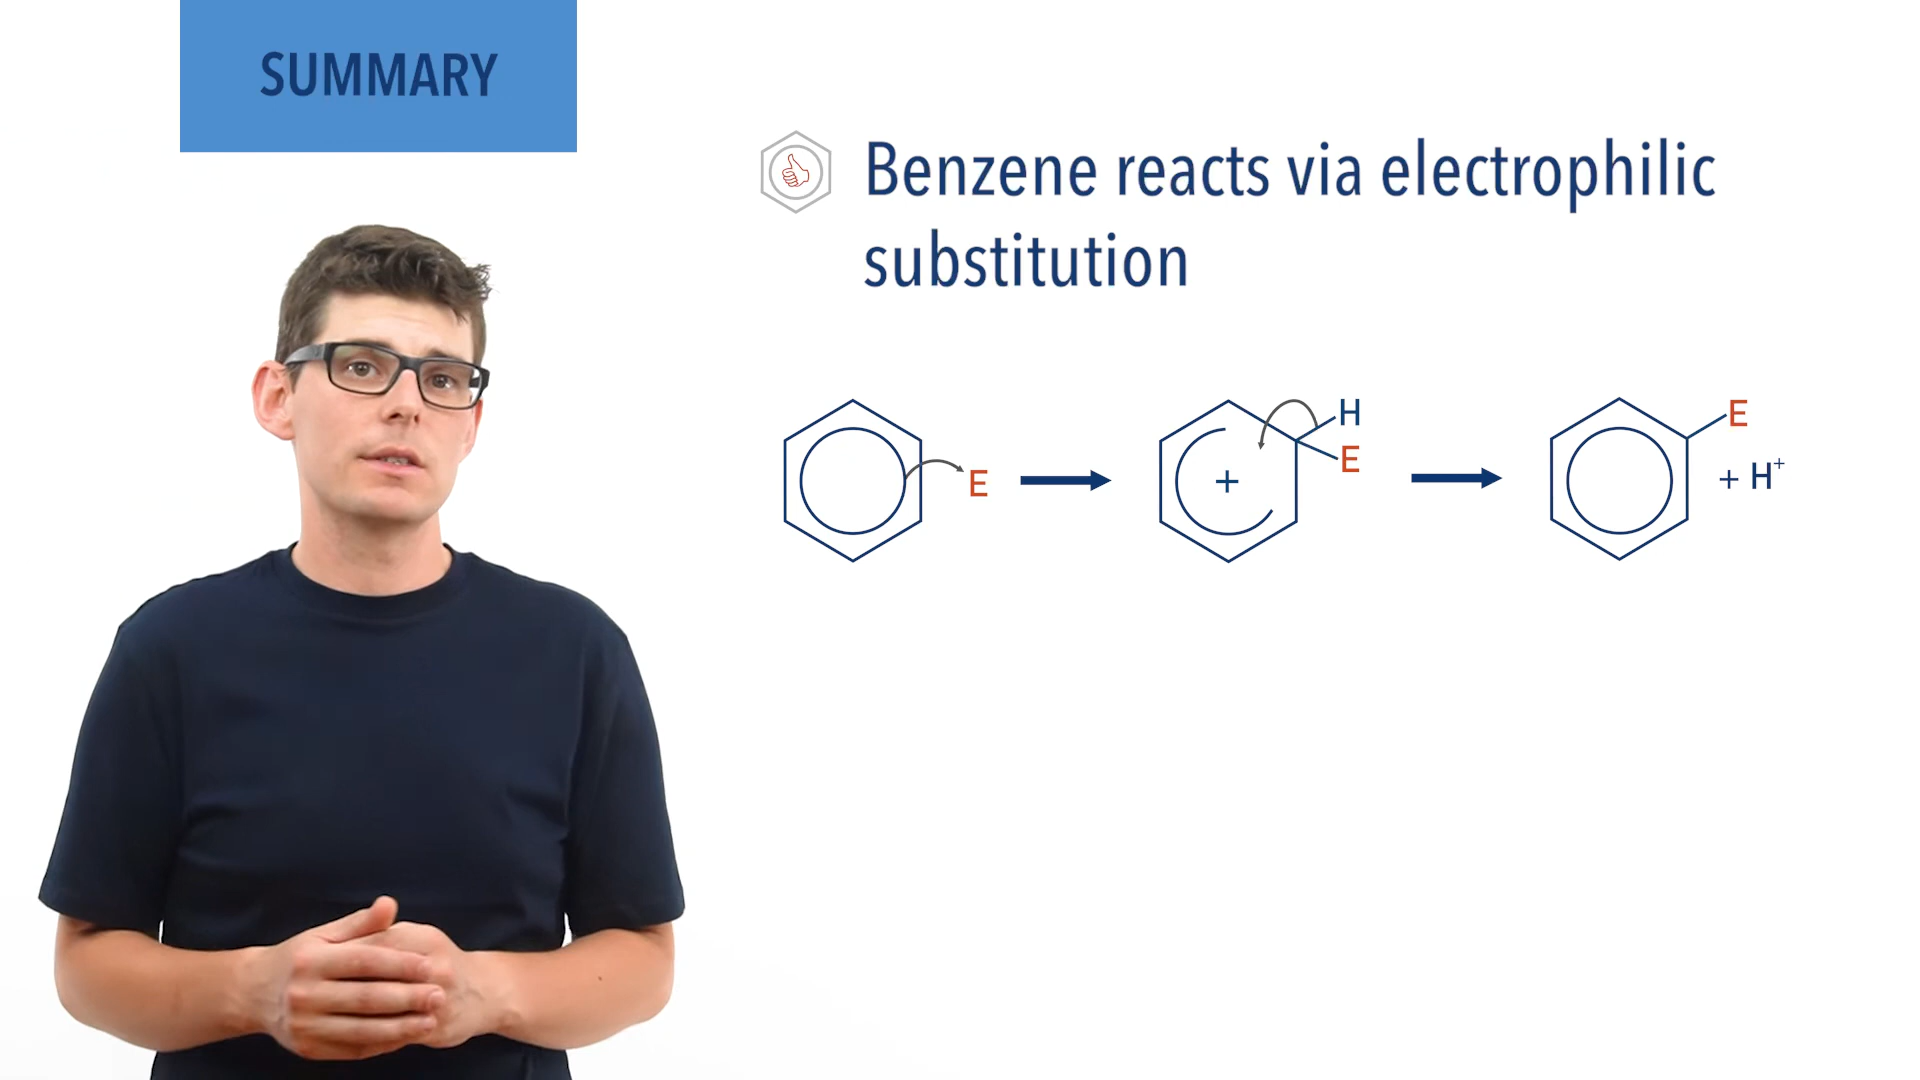 SUMMARY
Benzene reacts via electrophilic
substitution
H
E
E
+
E
+ H⁺